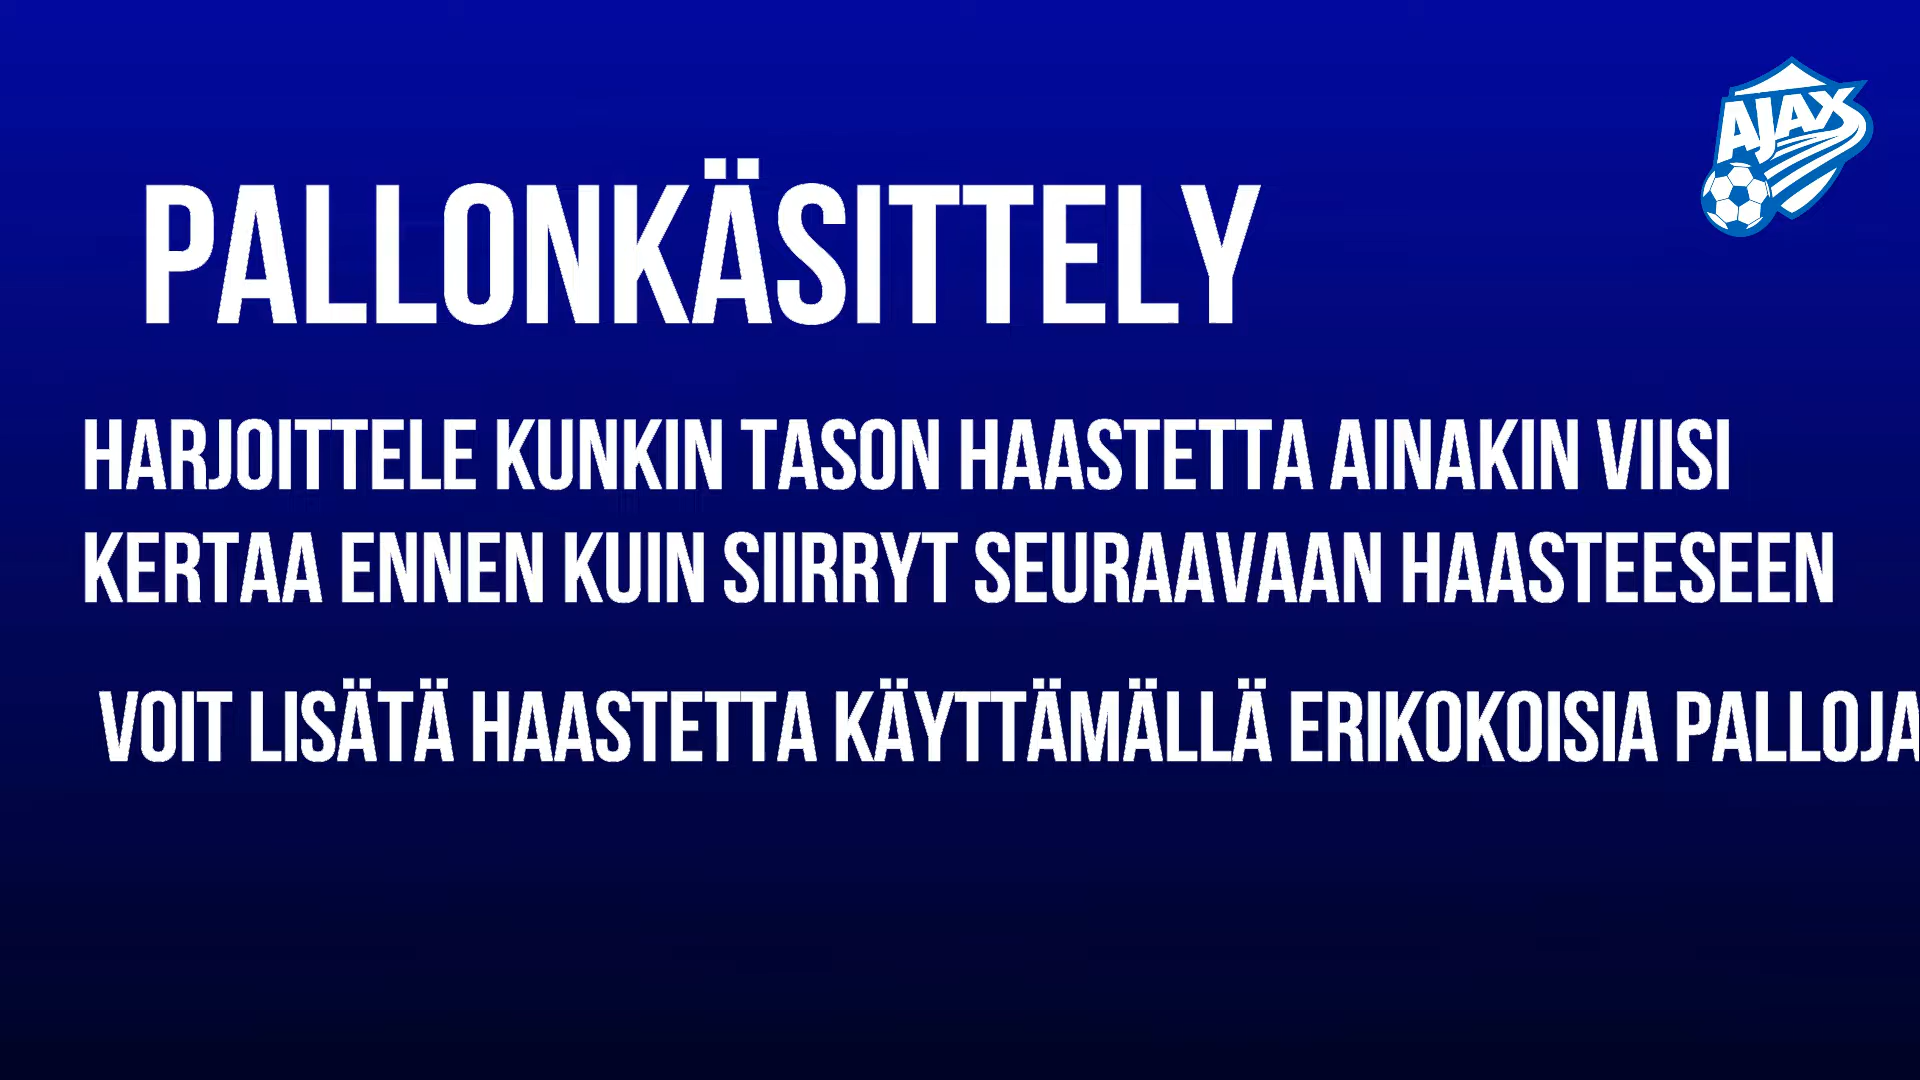 AJAX
PALLONKÄSITTELY
HARJOITTELE KUNKIN TASON HAASTETTA AINAKIN VIISI
KERTAA ENNEN KUIN SIIRRYT SEURAAVAAN HAASTEESEEN
VOIT LISÄTÄ HAASTETTA KÄYTTÄMÄLLÄ ERIKOKOISIA PALLOJA